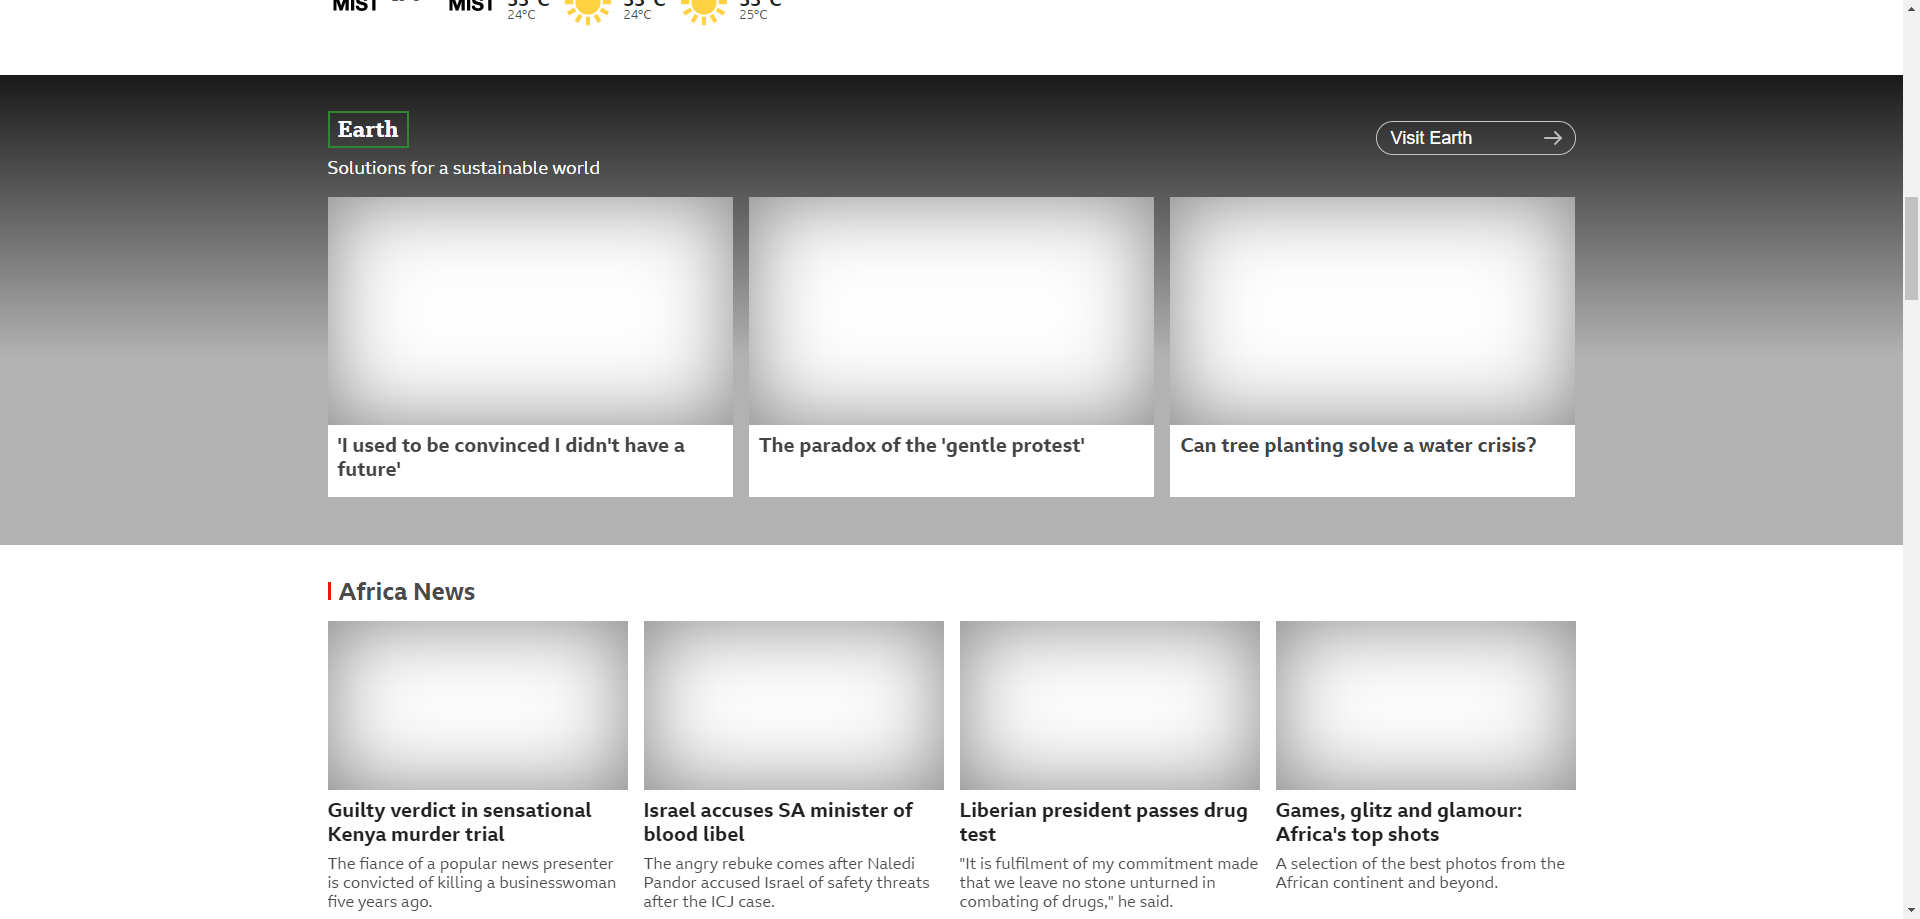 MIST
MIST
24°C
24°C
25°C
Earth
Visit Earth
Solutions for a sustainable world
'I used to be convinced I didn't have a
future'
The paradox of the 'gentle protest'
Can tree planting solve a water crisis?
Africa News
Guilty verdict in sensational
Kenya murder trial
The fiance of a popular news presenter
is convicted of killing a businesswoman
five years ago.
Israel accuses SA minister of
blood libel
The angry rebuke comes after Naledi
Pandor accused Israel of safety threats
after the ICJ case.
Liberian president passes drug
test
"It is fulfilment of my commitment made
that we leave no stone unturned in
combating of drugs," he said.
Games, glitz and glamour:
Africa's top shots
A selection of the best photos from the
African continent and beyond.